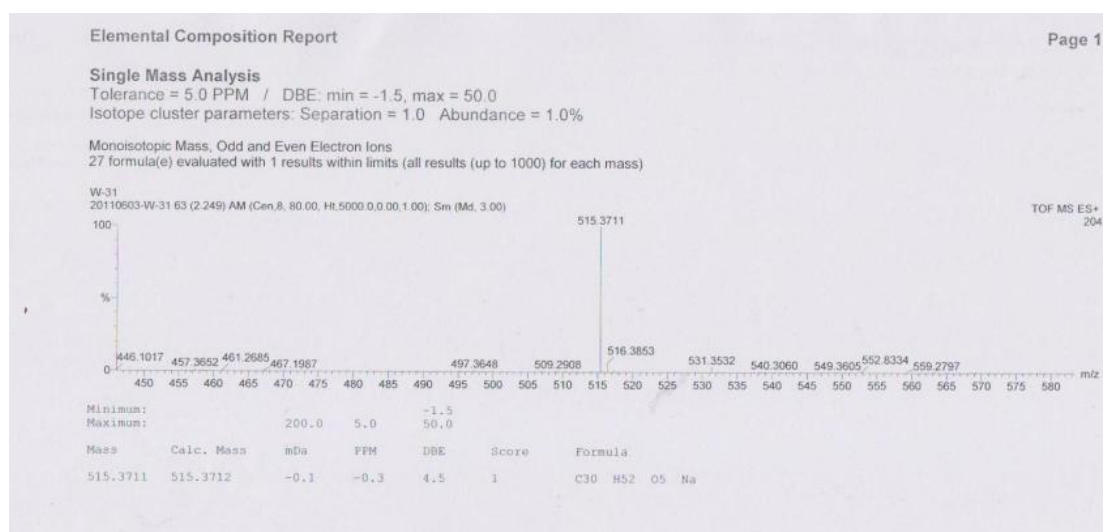 Elemental Composition Report
Page 1
Single Mass Analysis
Tolerance = 5.0 PPM / DBE: min = -1.5, max = 50.0
Isotope cluster parameters: Separation = 1.0 Abundance = 1.0%
Monoisotopic Mass, Odd and Even Electron Ions
27 formula(e) evaluated with 1 results within limits (all results (up to 1000) for each mass)
W-31
20110603-W-31 63 (2.249) AM (Cen,8, 80.00, Ht,5000.0,0.00,1.00); Sm (Md, 3.00)
TOF MS ES+
204
100
515.3711
%
446.1017 457.3652 461.2685 467.1987 497.3648 509.2908 516.3853 531.3532 540.3060 549.3605 552.8334 559.2797
0
450 455 460 465 470 475 480 485 490 495 500 505 510 515 520 525 530 535 540 545 550 555 560 565 570 575 580 m/z
Minimum: -1.5
Maximum: 200.0 5.0 50.0
Mass Calc. Mass mDa PPM DBE Score Formula
515.3711 515.3712 -0.1 -0.3 4.5 1 C30 H52 O5 Na